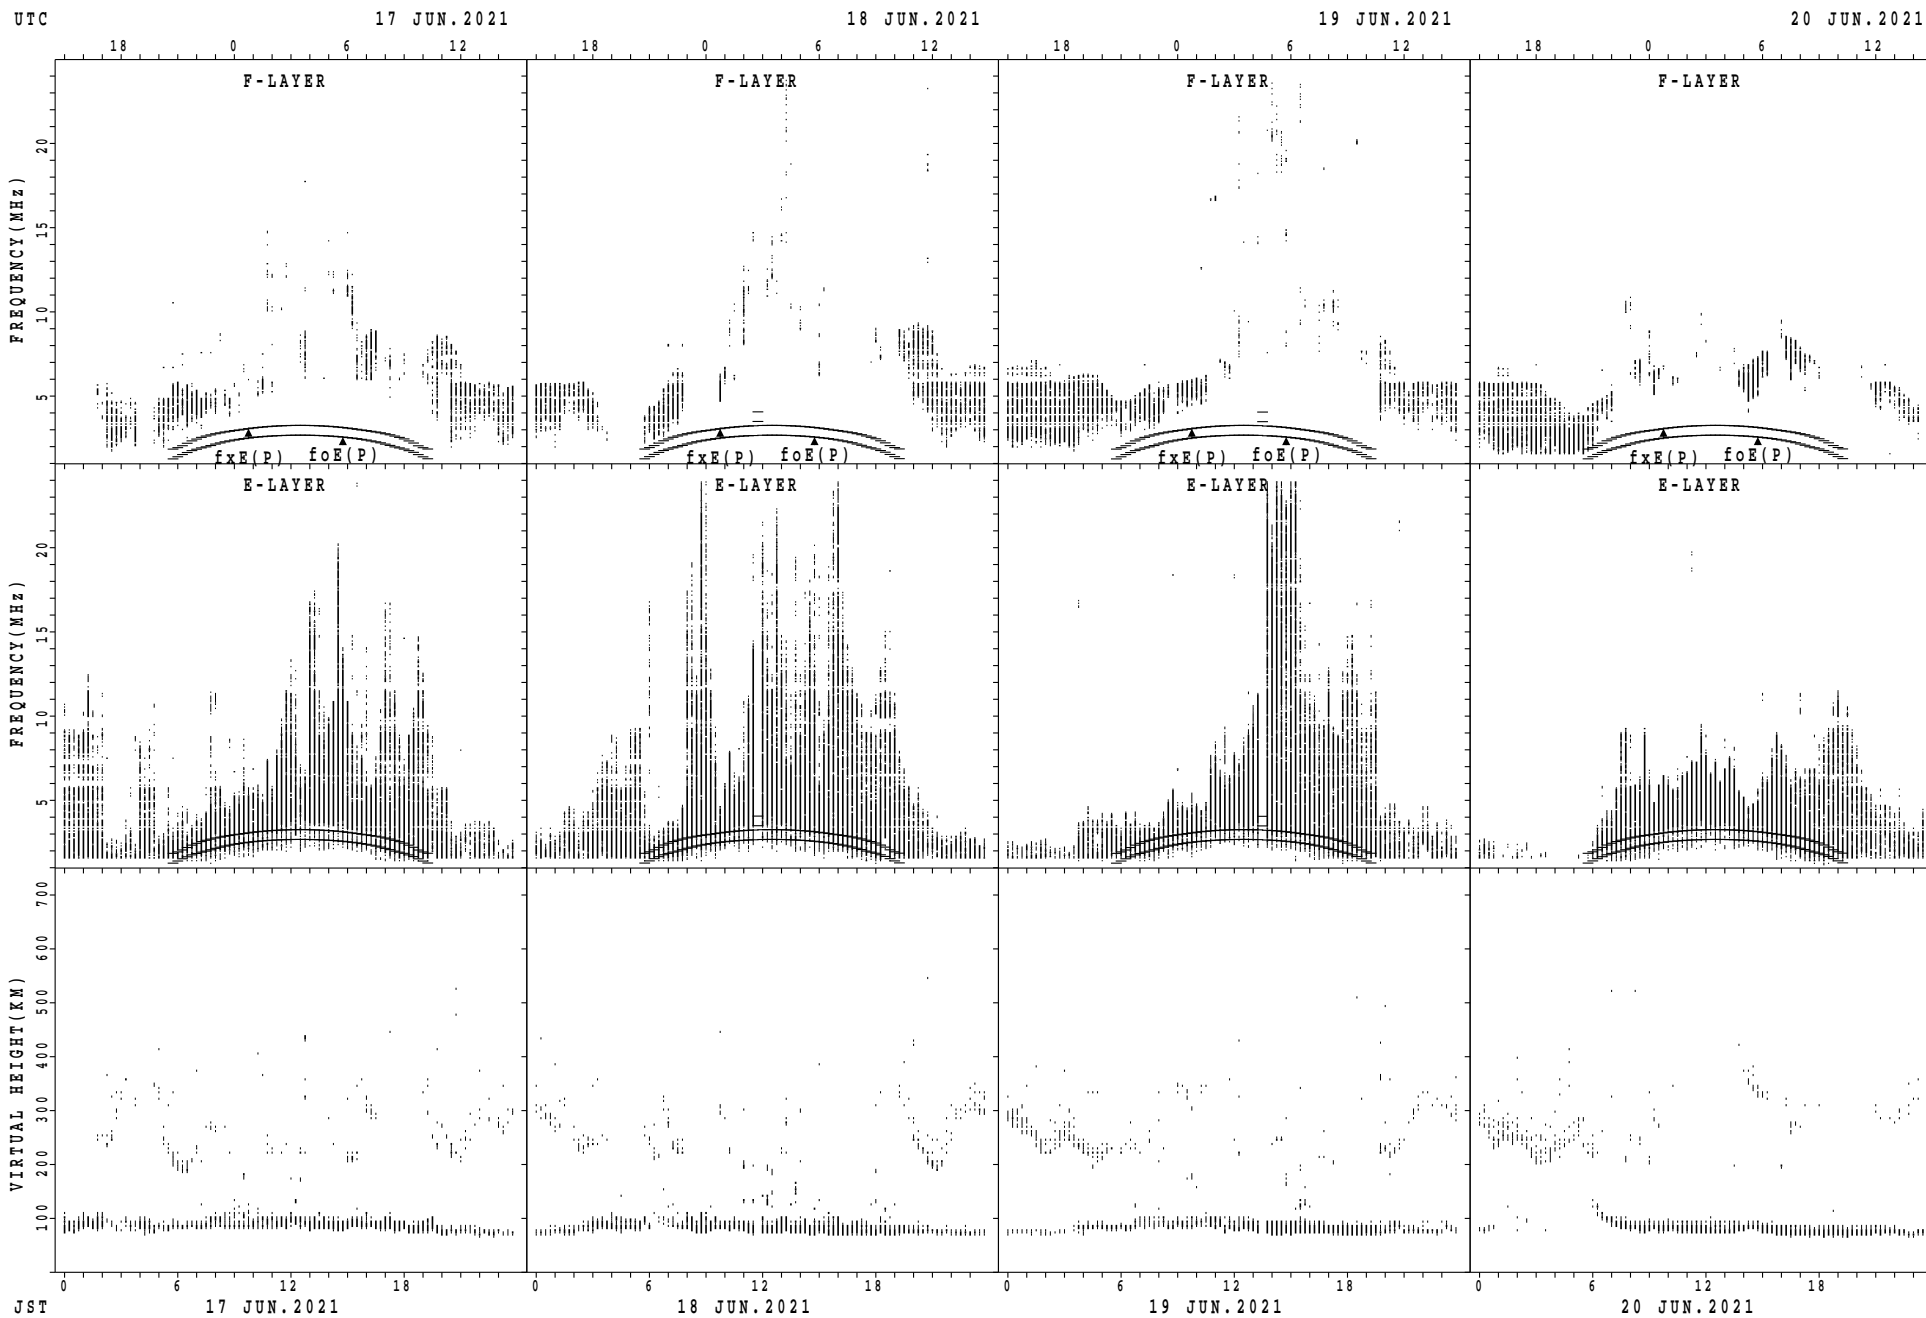 UTC 17 JUN.2021 18 JUN.2021 19 JUN.2021 20 JUN.2021
18 0 6 12 18 0 6 12 18 0 6 12 18 0 6 12
F-LAYER F-LAYER F-LAYER F-LAYER
FREQUENCY(MHz)
20
15
10
5
fxE(P) foE(P) fxE(P) foE(P) fxE(P) foE(P) fxE(P) foE(P)
E-LAYER E-LAYER E-LAYER E-LAYER
FREQUENCY(MHz)
20
15
10
5
VIRTUAL HEIGHT(KM)
700
600
500
400
300
200
100
0 6 12 18 0 6 12 18 0 6 12 18 0 6 12 18
JST 17 JUN.2021 18 JUN.2021 19 JUN.2021 20 JUN.2021